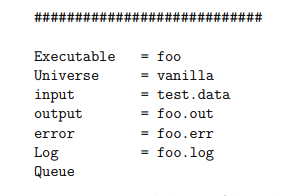 ############################
Executable = foo
Universe = vanilla
input = test.data
output = foo.out
error = foo.err
Log = foo.log
Queue